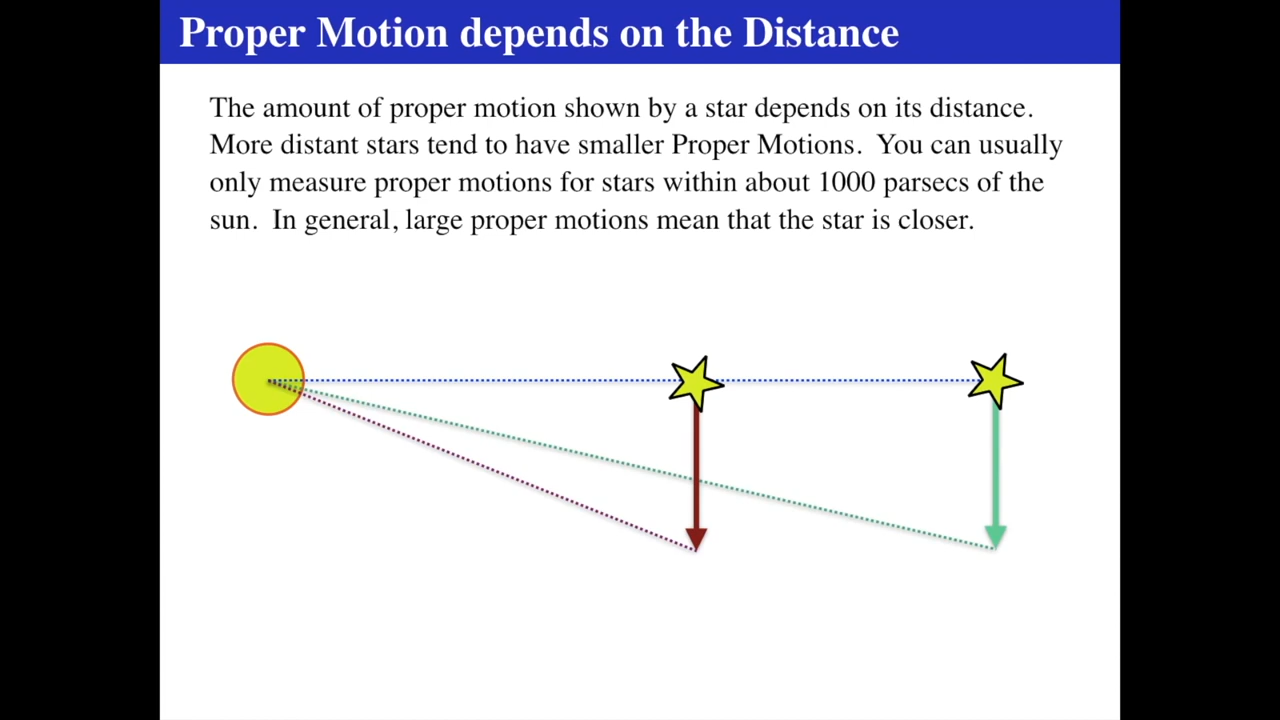 Proper Motion depends on the Distance
The amount of proper motion shown by a star depends on its distance.
More distant stars tend to have smaller Proper Motions.  You can usually
only measure proper motions for stars within about 1000 parsecs of the
sun.  In general, large proper motions mean that the star is closer.